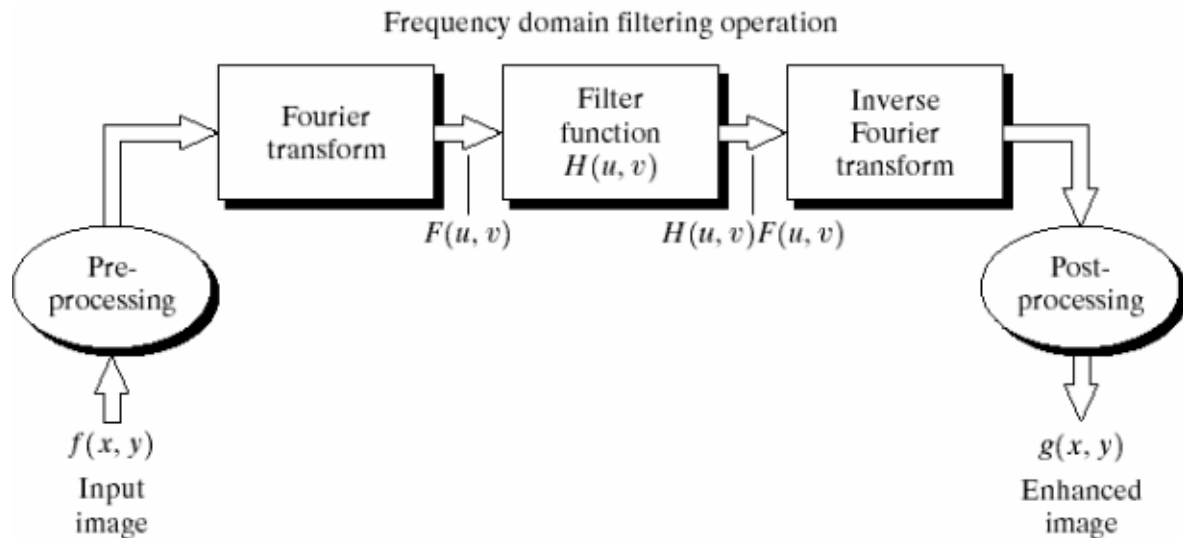 Frequency domain filtering operation
Fourier
transform
Filter
function
H(u, v)
Inverse
Fourier
transform
F(u, v)
H(u, v)F(u, v)
Pre-
processing
Post-
processing
f(x, y)
Input
image
g(x, y)
Enhanced
image